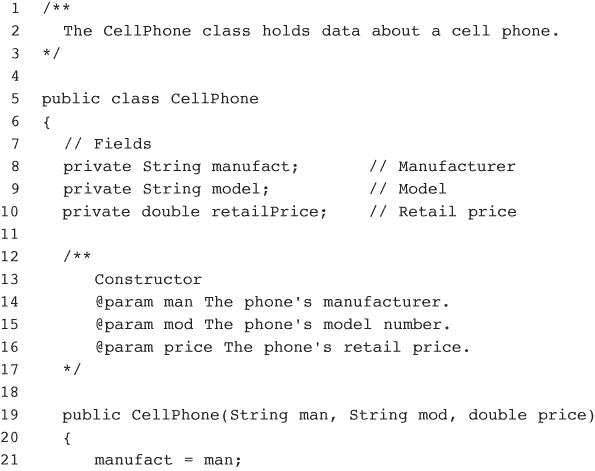 1 /**
2 The CellPhone class holds data about a cell phone.
3 */
4
5 public class CellPhone
6 {
7 // Fields
8 private String manufact; // Manufacturer
9 private String model; // Model
10 private double retailPrice; // Retail price
11
12 /**
13 Constructor
14 @param man The phone's manufacturer.
15 @param mod The phone's model number.
16 @param price The phone's retail price.
17 */
18
19 public CellPhone(String man, String mod, double price)
20 {
21 manufact = man;